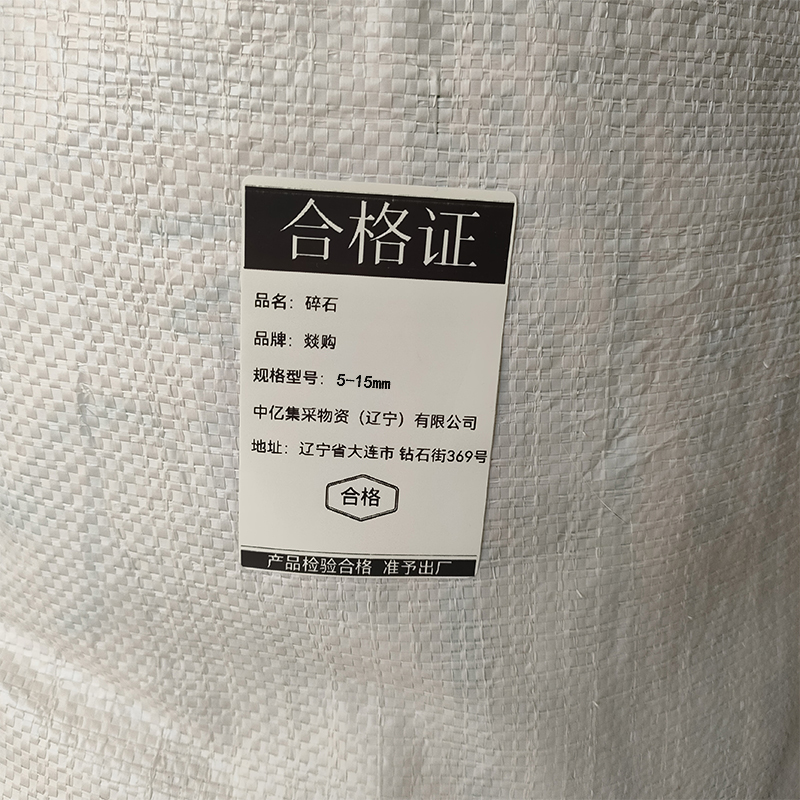 合格证
品名：碎石
品牌：燚购
规格型号：5-15mm
中亿集采物资（辽宁）有限公司
地址：辽宁省大连市 钻石街369号
合格
产品检验合格 准予出厂